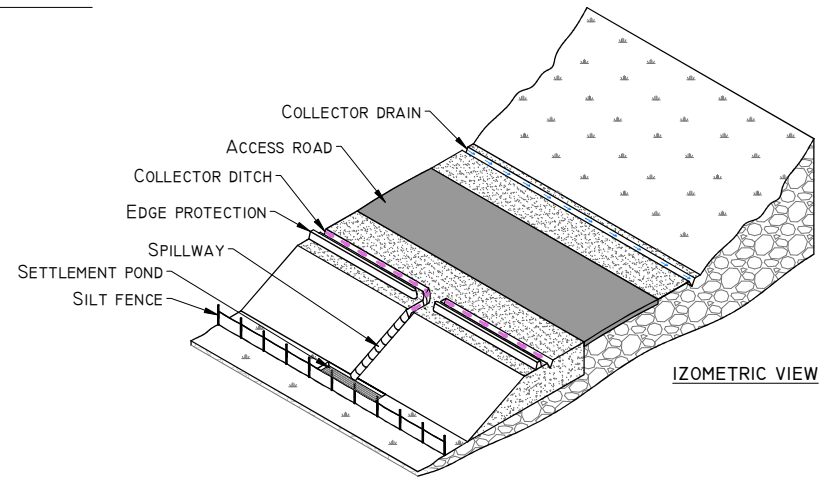 COLLECTOR DRAIN
ACCESS ROAD
COLLECTOR DITCH
EDGE PROTECTION
SPILLWAY
SETTLEMENT POND
SILT FENCE
IZOMETRIC VIEW